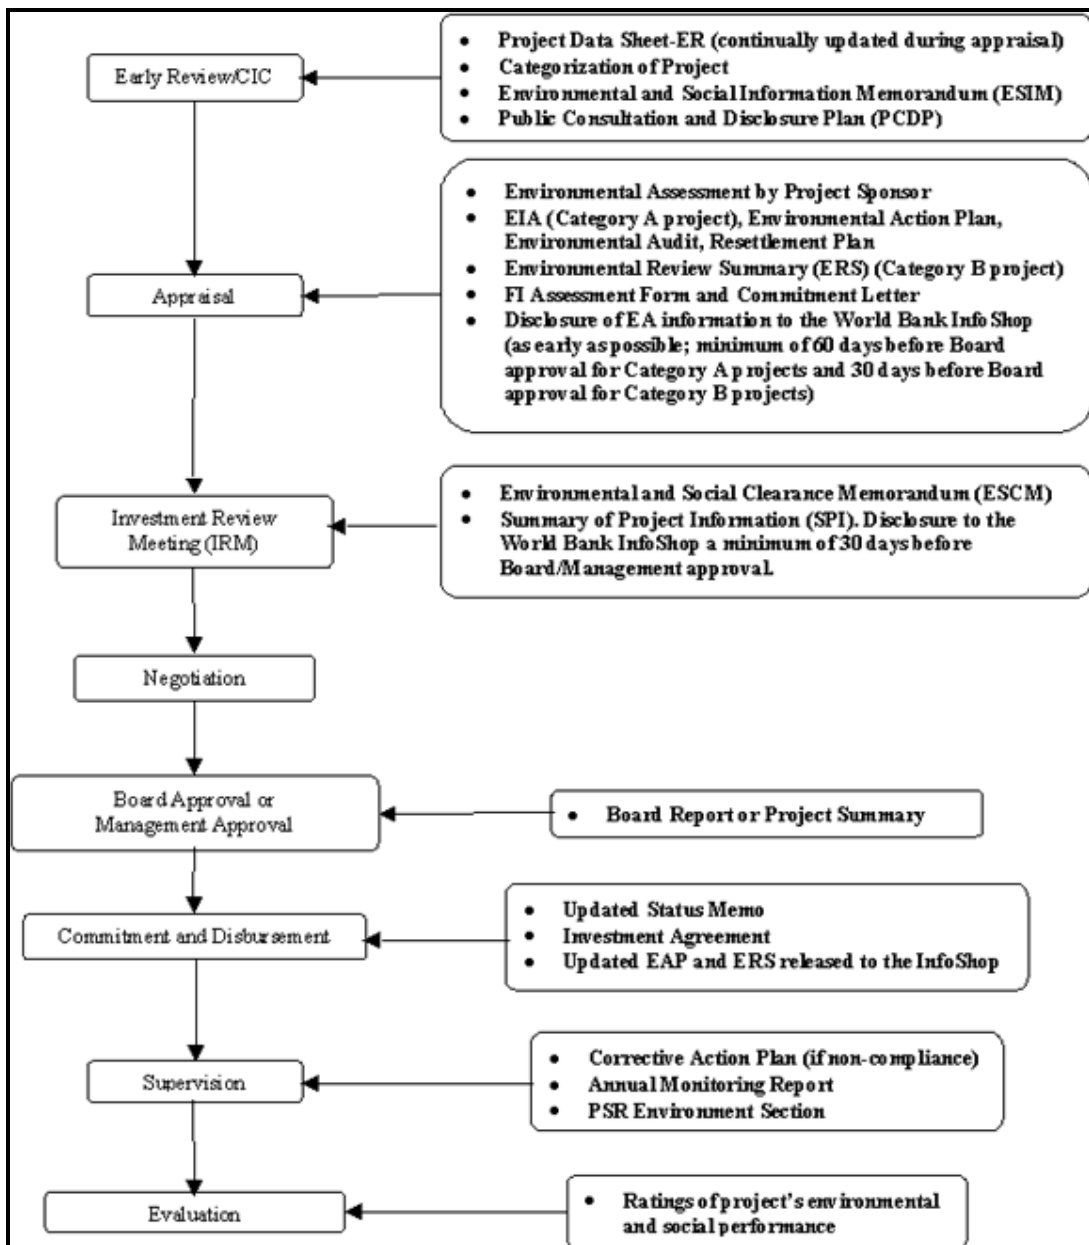 Early Review/CIC
• Project Data Sheet-ER (continually updated during appraisal)
• Categorization of Project
• Environmental and Social Information Memorandum (ESIM)
• Public Consultation and Disclosure Plan (PCDP)
Appraisal
• Environmental Assessment by Project Sponsor
• EIA (Category A project), Environmental Action Plan,
Environmental Audit, Resettlement Plan
• Environmental Review Summary (ERS) (Category B project)
• FI Assessment Form and Commitment Letter
• Disclosure of EA information to the World Bank InfoShop
(as early as possible; minimum of 60 days before Board
approval for Category A projects and 30 days before Board
approval for Category B projects)
Investment Review
Meeting (IRM)
• Environmental and Social Clearance Memorandum (ESCM)
• Summary of Project Information (SPI). Disclosure to the
World Bank InfoShop a minimum of 30 days before
Board/Management approval.
Negotiation
Board Approval or
Management Approval
• Board Report or Project Summary
Commitment and Disbursement
• Updated Status Memo
• Investment Agreement
• Updated EAP and ERS released to the InfoShop
Supervision
• Corrective Action Plan (if non-compliance)
• Annual Monitoring Report
• PSR Environment Section
Evaluation
• Ratings of project's environmental
and social performance